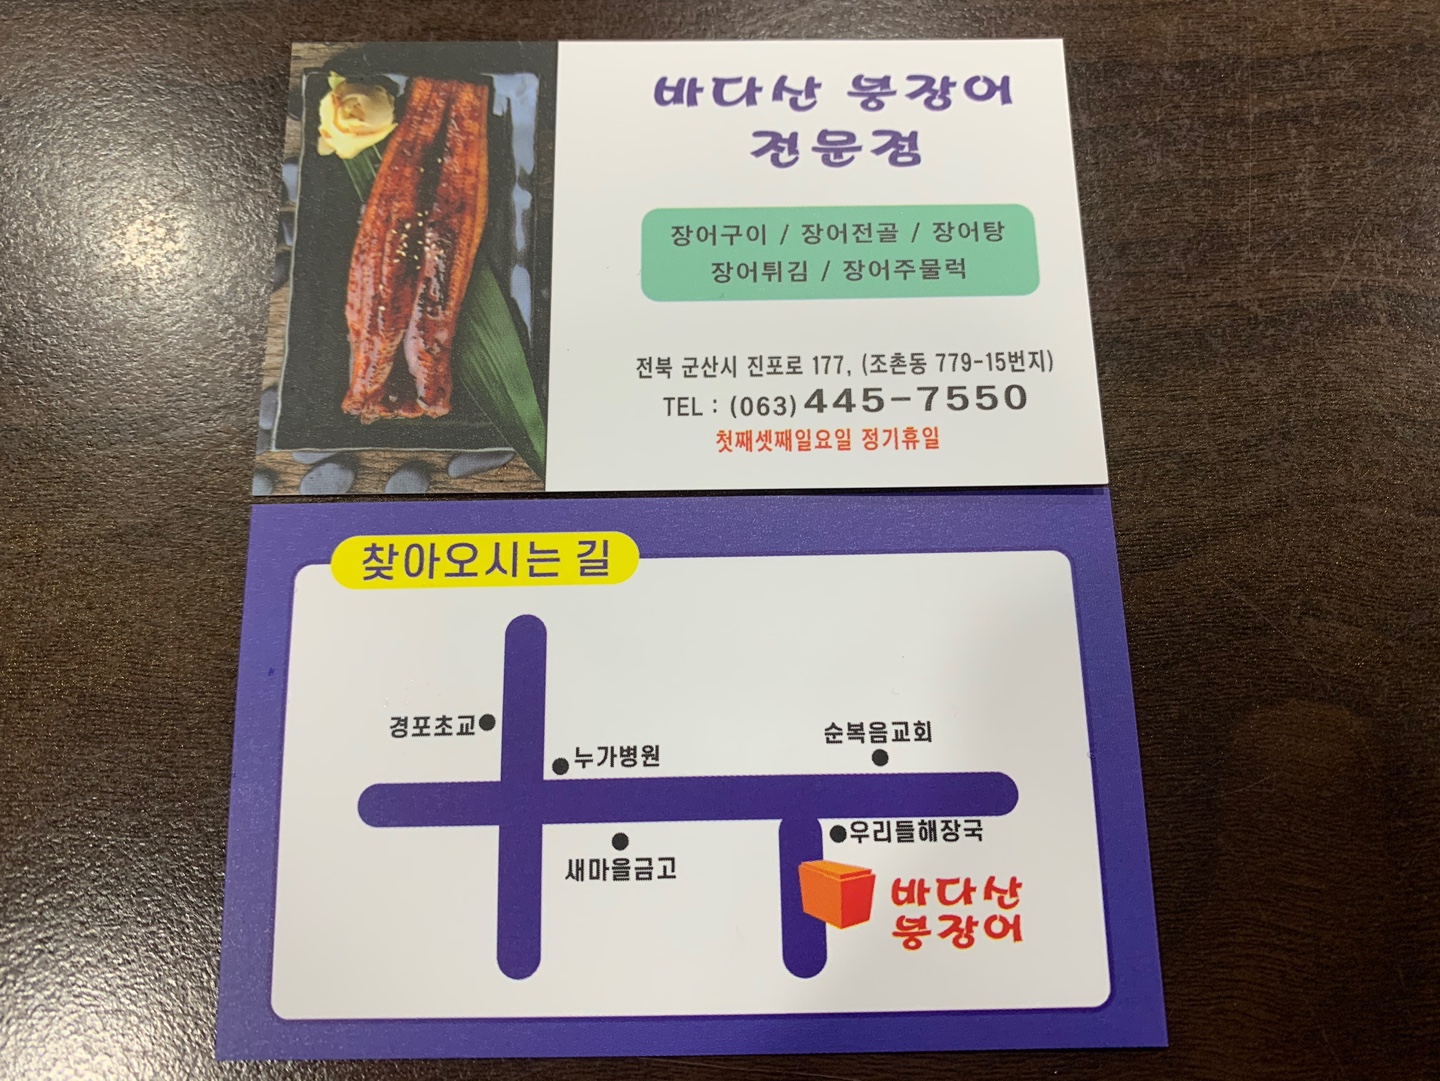 바다산 붕장어
전문점
장어구이 / 장어전골 / 장어탕
장어튀김 / 장어주물럭
전북 군산시 진포로 177, (조촌동 779-15번지)
TEL : (063) 445-7550
첫째셋째일요일 정기휴일
찾아오시는 길
경포초교
누가병원
순복음교회
새마을금고
우리들해장국
바다산
붕장어